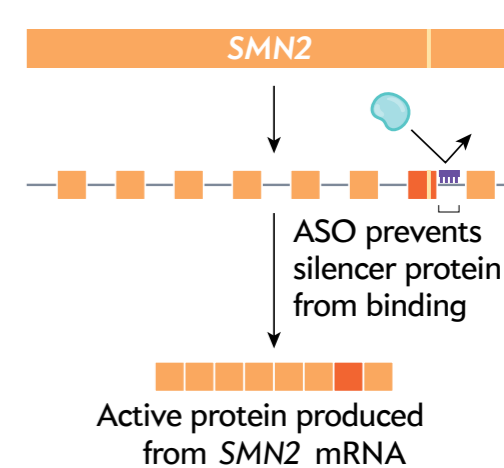 SMN2
ASO prevents
silencer protein
from binding
Active protein produced
from SMN2 mRNA